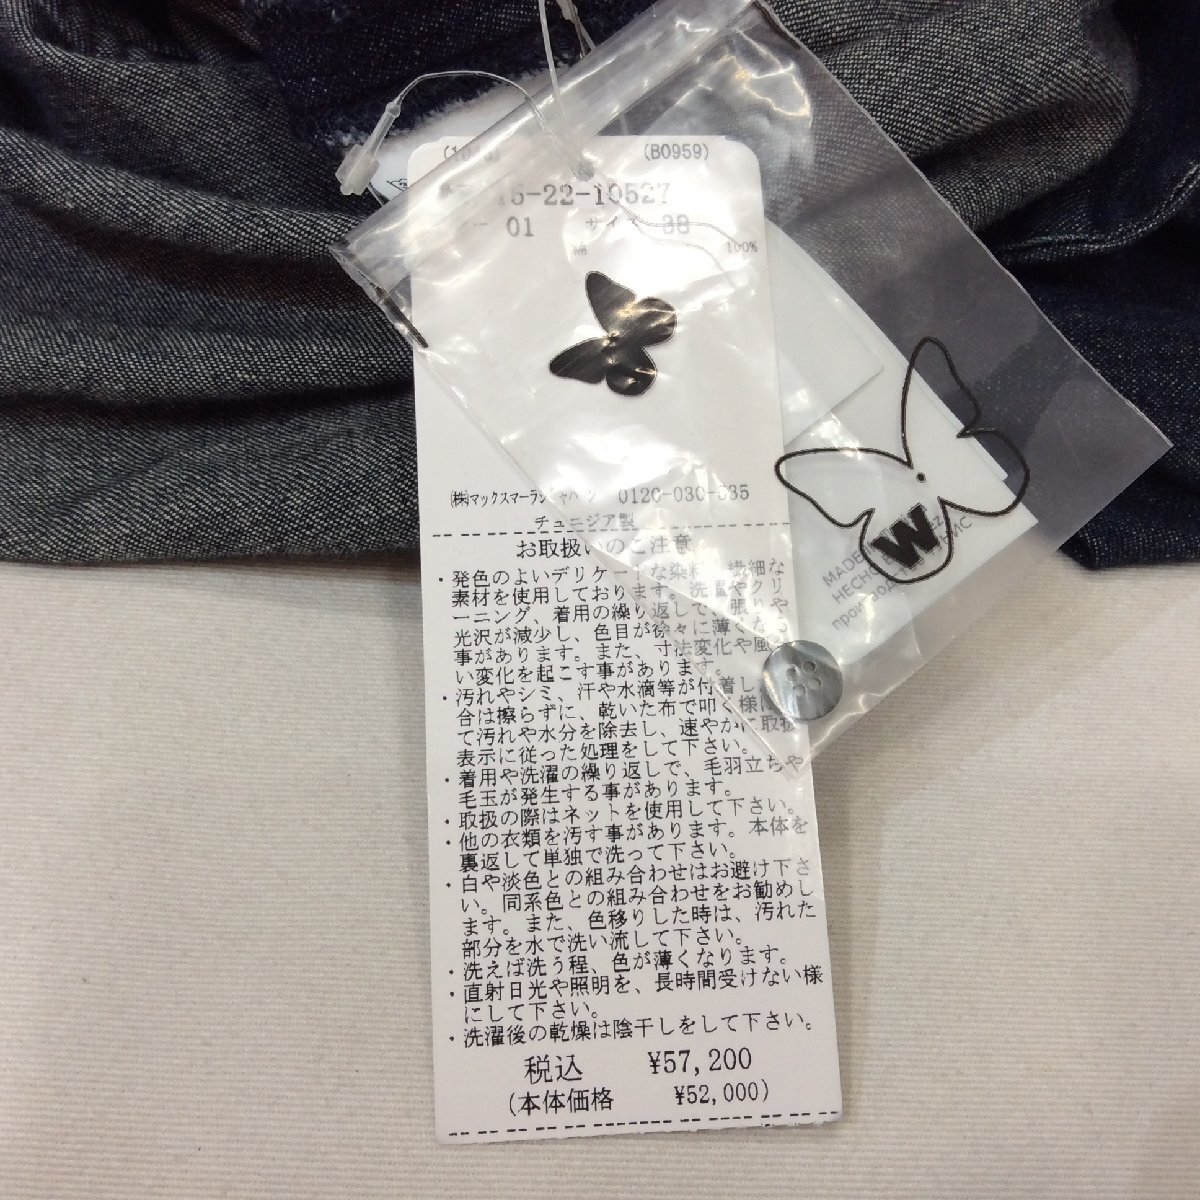 (B0959)
15-22-10527
01 サイズ 38
綿 100%
㈱マックスマーラジャパン 0120-030-535
チュニジア製
お取扱いのご注意
・発色のよいデリケートな染料、繊細な
素材を使用しております。洗濯やクリ
ーニング、着用の繰り返しで、張りや
光沢が減少し、色目が徐々に薄くなる
事があります。また、寸法変化や風合
い変化を起こす事があります。
・汚れやシミ、汗や水滴等が付着し
合は擦らずに、乾いた布で叩く様に
て汚れや水分を除去し、速やかに取扱
表示に従った処理をして下さい。
・着用や洗濯の繰り返しで、毛羽立ちや
毛玉が発生する事があります。
・取扱の際はネットを使用して下さい。
・他の衣類を汚す事があります。本体を
裏返して単独で洗って下さい。
・白や淡色との組み合わせはお避け下さ
い。同系色との組み合わせをお勧めし
ます。また、色移りした時は、汚れた
部分を水で洗い流して下さい。
・洗えば洗う程、色が薄くなります。
・直射日光や照明を、長時間受けない様
にして下さい。
・洗濯後の乾燥は陰干しをして下さい。
税込 ¥57,200
(本体価格 ¥52,000)
W
MADE
HECHO